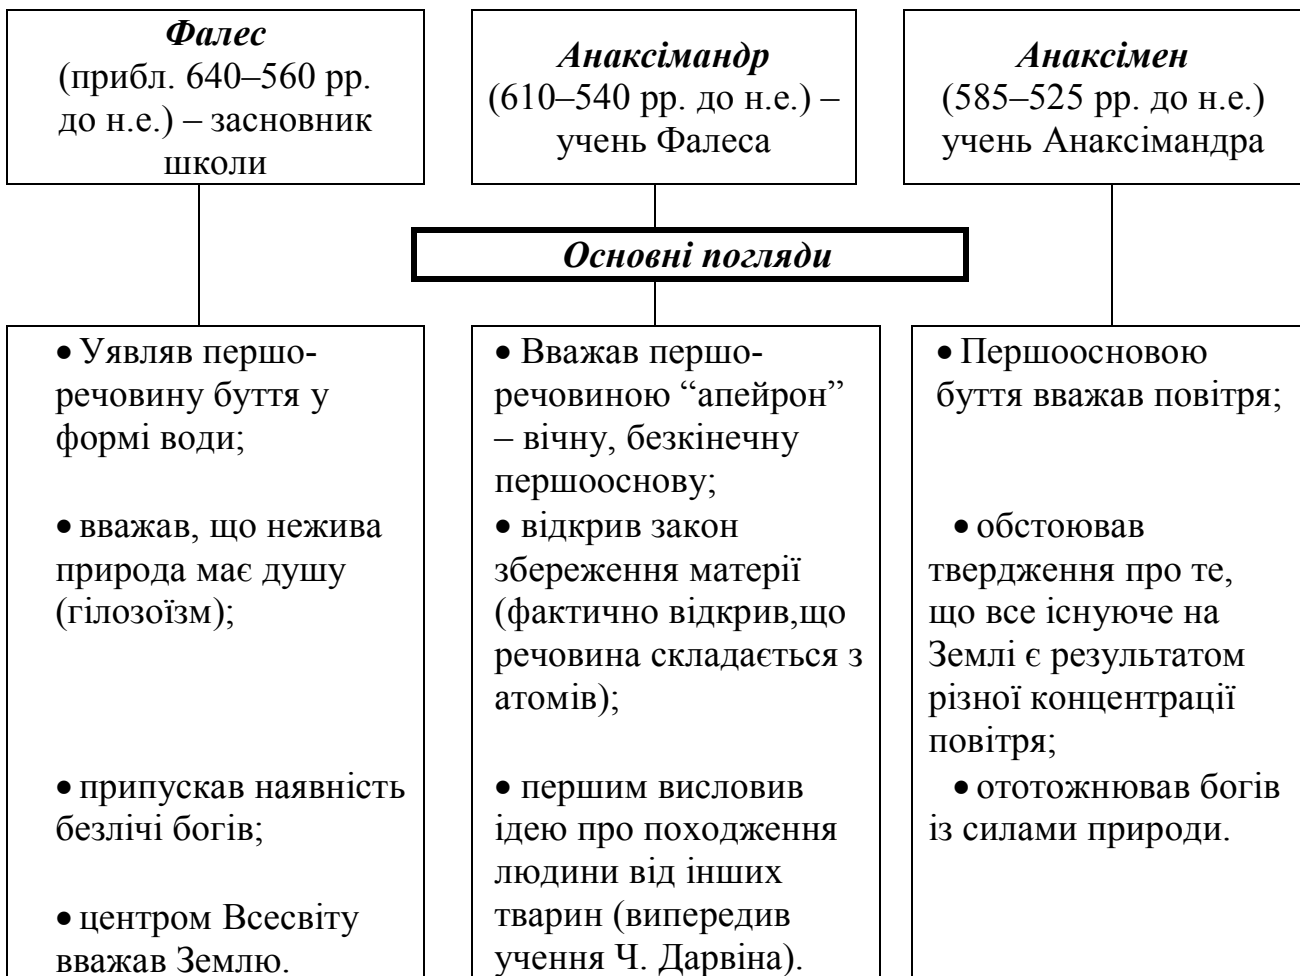 Фалес
(прибл. 640–560 рр.
до н.е.) – засновник
школи
Анаксімандр
(610–540 рр. до н.е.) –
учень Фалеса
Анаксімен
(585–525 рр. до н.е.)
учень Анаксімандра
Основні погляди
• Уявляв першо-
речовину буття у
формі води;
• вважав, що нежива
природа має душу
(гілозоїзм);
• припускав наявність
безлічі богів;
• центром Всесвіту
вважав Землю.
• Вважав першо-
речовиною “апейрон”
– вічну, безкінечну
першооснову;
• відкрив закон
збереження матерії
(фактично відкрив,що
речовина складається з
атомів);
• першим висловив
ідею про походження
людини від інших
тварин (випередив
учення Ч. Дарвіна).
• Першоосновою
буття вважав повітря;
• обстоював
твердження про те,
що все існуюче на
Землі є результатом
різної концентрації
повітря;
• ототожнював богів
із силами природи.